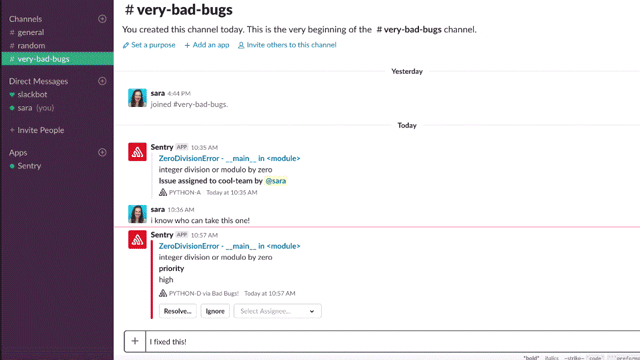 #very-bad-bugs
You created this channel today. This is the very beginning of the # very-bad-bugs channel.
Set a purpose + Add an app Invite others to this channel
Channels
# general
# random
# very-bad-bugs
Direct Messages
slackbot
sara (you)
+ Invite People
Apps
Sentry
Yesterday
sara 4:44 PM
joined #very-bad-bugs.
Today
Sentry APP 10:35 AM
ZeroDivisionError - __main__ in <module>
integer division or modulo by zero
Issue assigned to cool-team by @sara
PYTHON-A Today at 10:35 AM
sara 10:36 AM
i know who can take this one!
Sentry APP 10:57 AM
ZeroDivisionError - __main__ in <module>
integer division or modulo by zero
priority
high
PYTHON-D via Bad Bugs! Today at 10:57 AM
Resolve... Ignore Select Assignee...
+ I fixed this!
*bold* _italics_ ~strike~ `code`